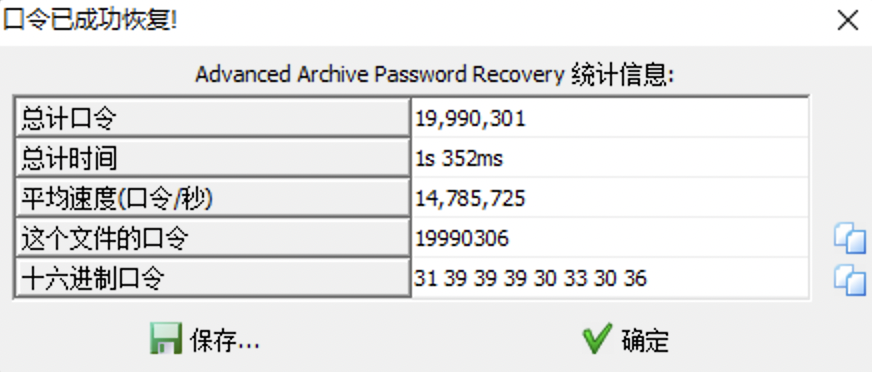 口令已成功恢复!
Advanced Archive Password Recovery 统计信息:
总计口令 19,990,301
总计时间 1s 352ms
平均速度(口令/秒) 14,785,725
这个文件的口令 19990306
十六进制口令 31 39 39 39 30 33 30 36
保存... 确定